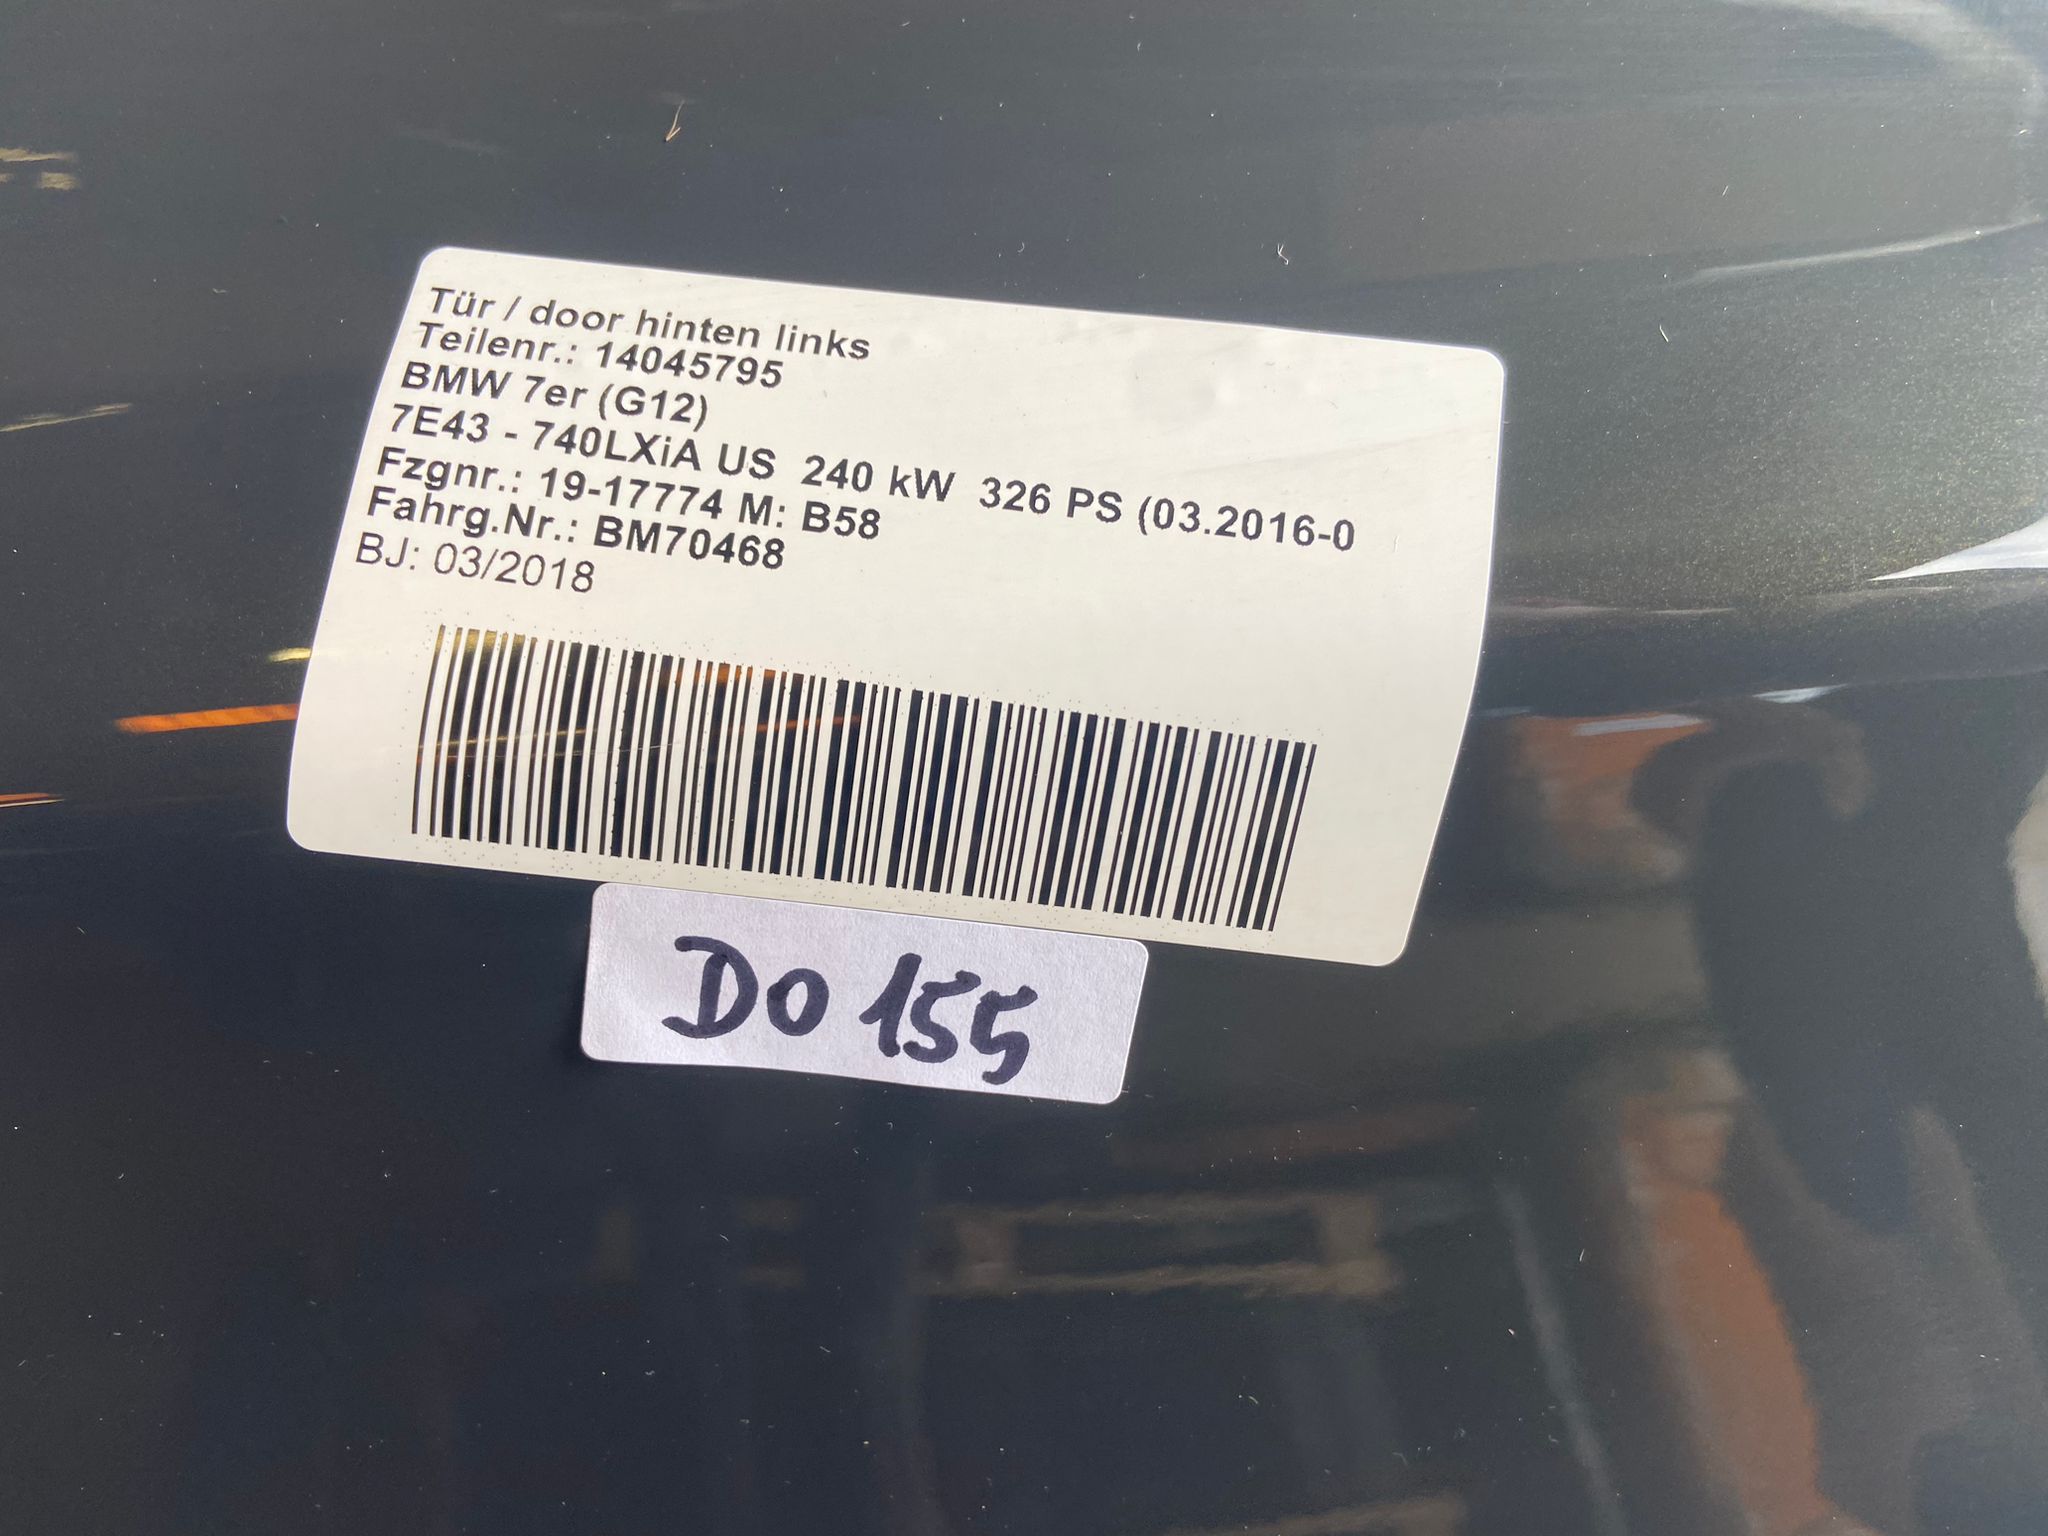 Tür / door hinten links
Teilenr.: 14045795
BMW 7er (G12)
7E43 - 740LXiA US  240 kW  326 PS (03.2016-0
Fzgnr.: 19-17774 M: B58
Fahrg.Nr.: BM70468
BJ: 03/2018
DO 155